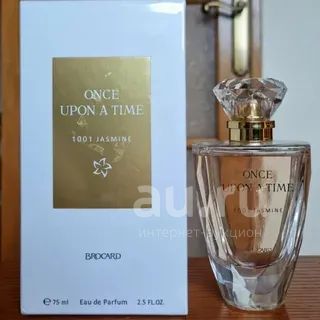 ONCE
UPON A TIME
1001 JASMINE
BROCARD
℮ 75 ml Eau de Parfum 2.5 FL.OZ.
ONCE
UPON A TIME
1001 JASMINE
au.ru
интернет-аукцион